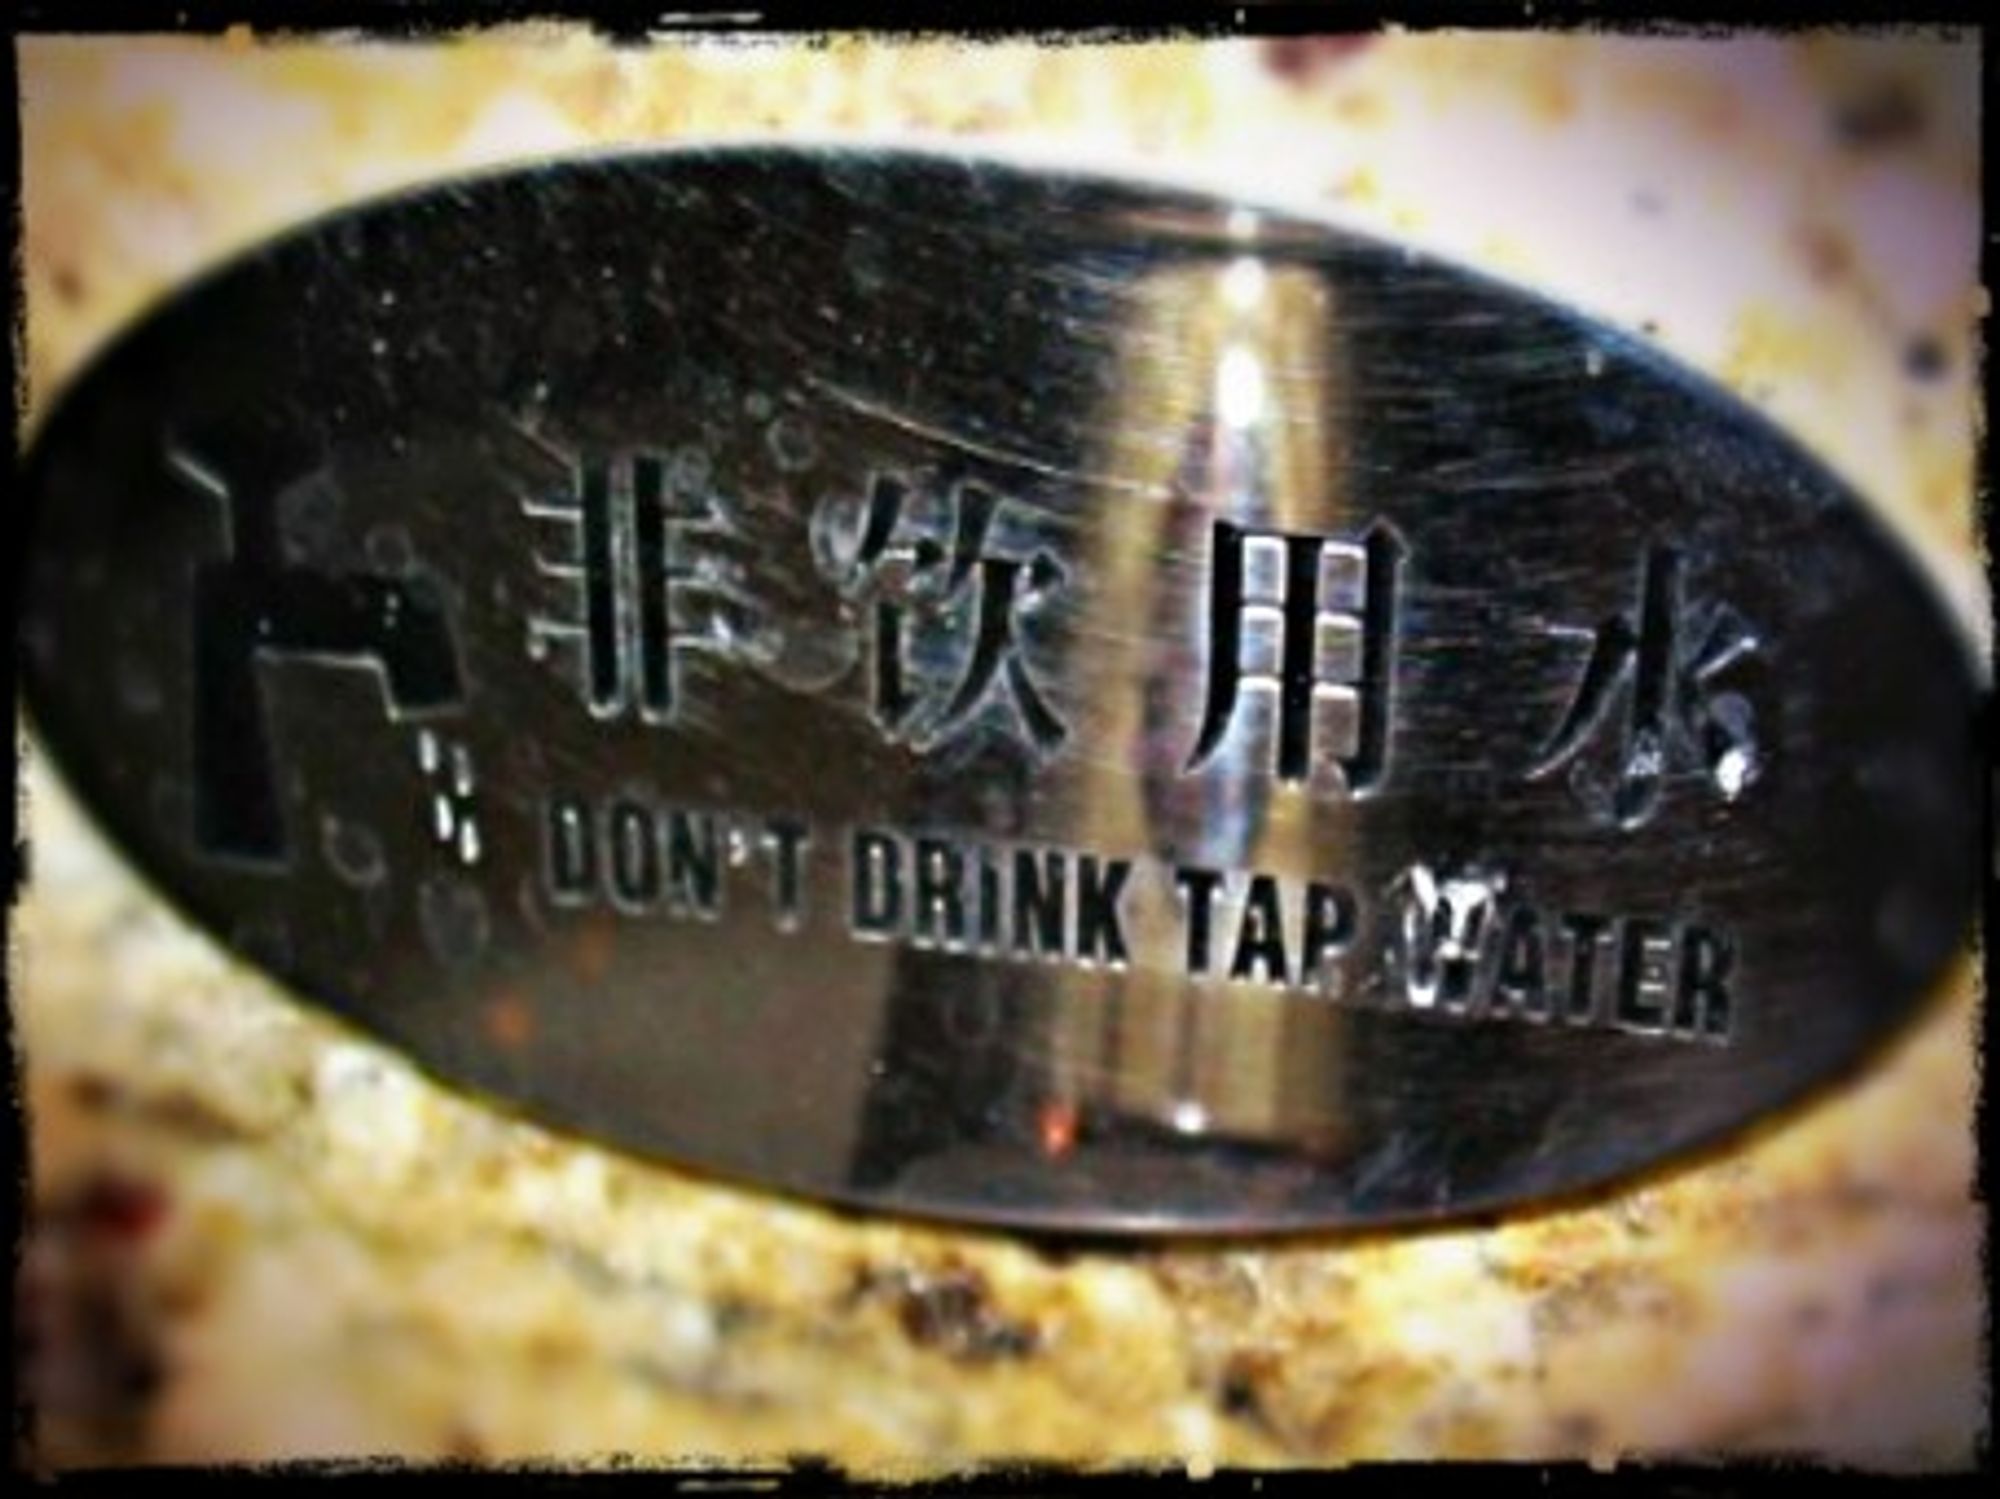 非饮用水
DON'T DRINK TAP WATER